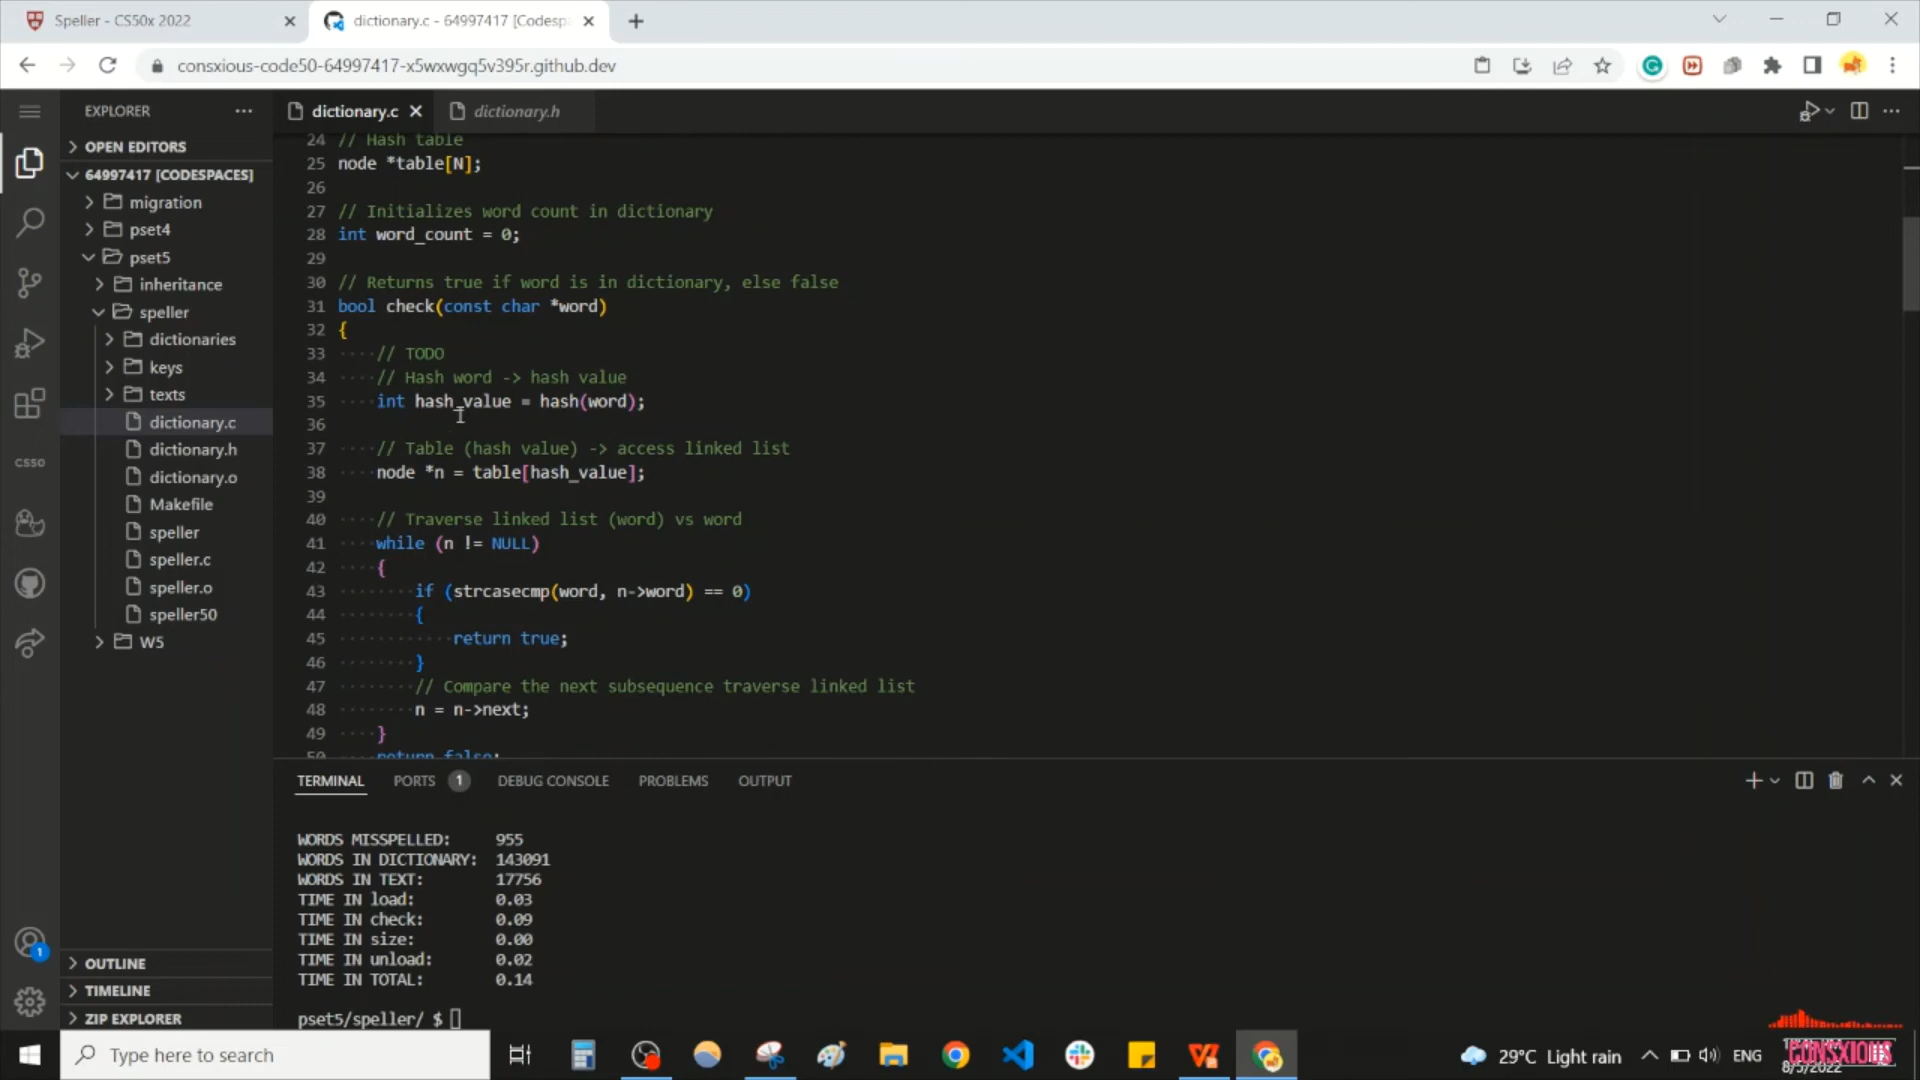 Speller - CS50x 2022
dictionary.c - 64997417 [Codesp
consxious-code50-64997417-x5wxwgq5v395r.github.dev
EXPLORER
dictionary.c
dictionary.h
OPEN EDITORS
64997417 [CODESPACES]
migration
pset4
pset5
inheritance
speller
dictionaries
keys
texts
dictionary.c
dictionary.h
dictionary.o
Makefile
speller
speller.c
speller.o
speller50
W5
OUTLINE
TIMELINE
ZIP EXPLORER
CS50
1
24 // Hash table
25 node *table[N];
26
27 // Initializes word count in dictionary
28 int word_count = 0;
29
30 // Returns true if word is in dictionary, else false
31 bool check(const char *word)
32 {
33 ····// TODO
34 ····// Hash word -> hash value
35 ····int hash_value = hash(word);
36
37 ····// Table (hash value) -> access linked list
38 ····node *n = table[hash_value];
39
40 ····// Traverse linked list (word) vs word
41 ····while (n != NULL)
42 ····{
43 ········if (strcasecmp(word, n->word) == 0)
44 ········{
45 ············return true;
46 ········}
47 ········// Compare the next subsequence traverse linked list
48 ········n = n->next;
49 ····}
50 ····return false;
TERMINAL PORTS 1 DEBUG CONSOLE PROBLEMS OUTPUT
WORDS MISSPELLED: 955
WORDS IN DICTIONARY: 143091
WORDS IN TEXT: 17756
TIME IN load: 0.03
TIME IN check: 0.09
TIME IN size: 0.00
TIME IN unload: 0.02
TIME IN TOTAL: 0.14
pset5/speller/ $
Type here to search
29°C Light rain
ENG
8/5/2022
CONSXIOUS